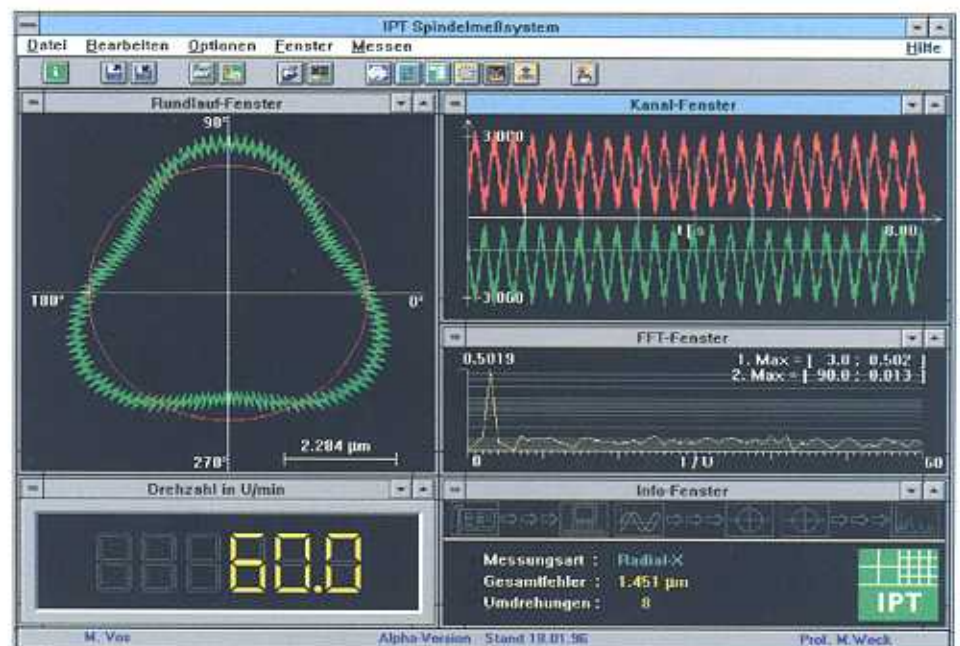 IPT Spindelmeßsystem
Datei Bearbeiten Optionen Fenster Messen Hilfe
Rundlauf-Fenster
90°
180°
0°
270°
2.284 µm
Kanal-Fenster
3.000
t [s]
8.00
-3.000
FFT-Fenster
0.5019
1. Max = [ 3.0 ; 0.502 ]
2. Max = [ 90.0 ; 0.013 ]
0 1/U 60
Drehzahl in U/min
60.0
Info-Fenster
Messungsart : Radial-X
Gesamtfehler : 1.451 µm
Umdrehungen : 8
IPT
M. Vos Alpha-Version Stand 18.01.96 Prof. M.Weck